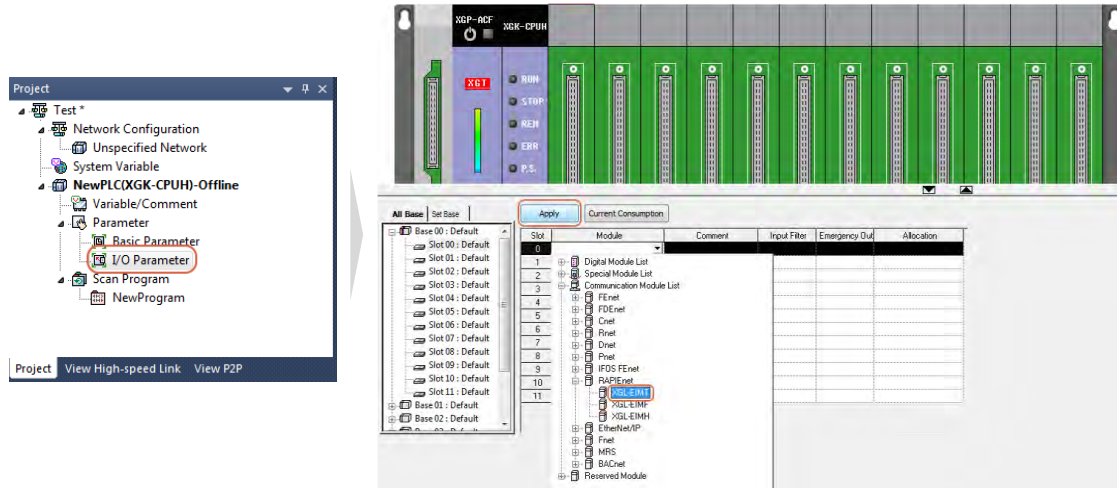 Project
Test *
Network Configuration
Unspecified Network
System Variable
NewPLC(XGK-CPUH)-Offline
Variable/Comment
Parameter
Basic Parameter
I/O Parameter
Scan Program
NewProgram
Project View High-speed Link View P2P
XGP-ACF XGK-CPUH
XGT
RUN
STOP
REM
ERR
P.S.
All Base Set Base
Apply Current Consumption
Base 00 : Default
Slot 00 : Default
Slot 01 : Default
Slot 02 : Default
Slot 03 : Default
Slot 04 : Default
Slot 05 : Default
Slot 06 : Default
Slot 07 : Default
Slot 08 : Default
Slot 09 : Default
Slot 10 : Default
Slot 11 : Default
Base 01 : Default
Base 02 : Default
Slot Module Comment Input Filter Emergency Out Allocation
0
1
2
3
4
5
6
7
8
9
10
11
Digital Module List
Special Module List
Communication Module List
FEnet
FDEnet
Cnet
Rnet
Dnet
Pnet
IFOS FEnet
RAPIEnet
XGL-EIMT
XGL-EIMF
XGL-EIMH
EtherNet/IP
Fnet
MRS
BACnet
Reserved Module